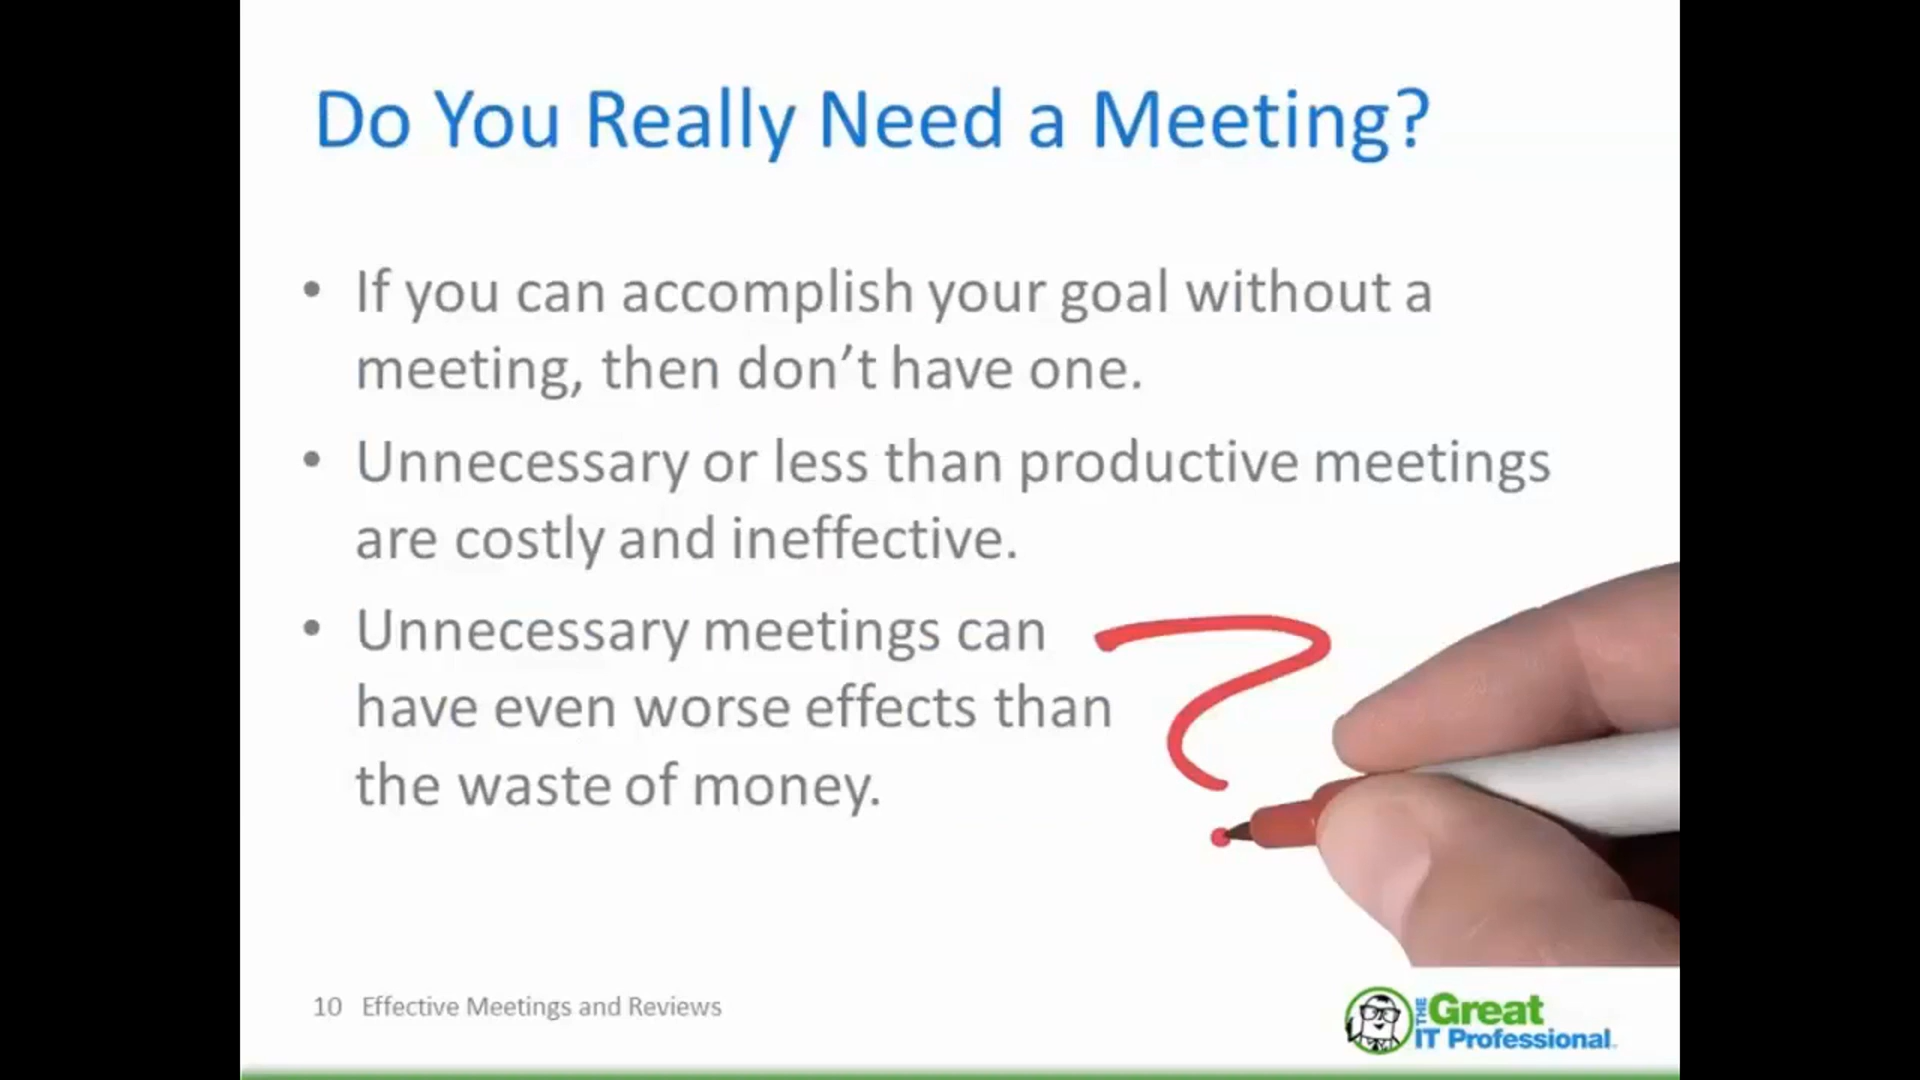 Do You Really Need a Meeting?
• If you can accomplish your goal without a
meeting, then don’t have one.
• Unnecessary or less than productive meetings
are costly and ineffective.
• Unnecessary meetings can
have even worse effects than
the waste of money.
?
10 Effective Meetings and Reviews
THE Great
IT Professional